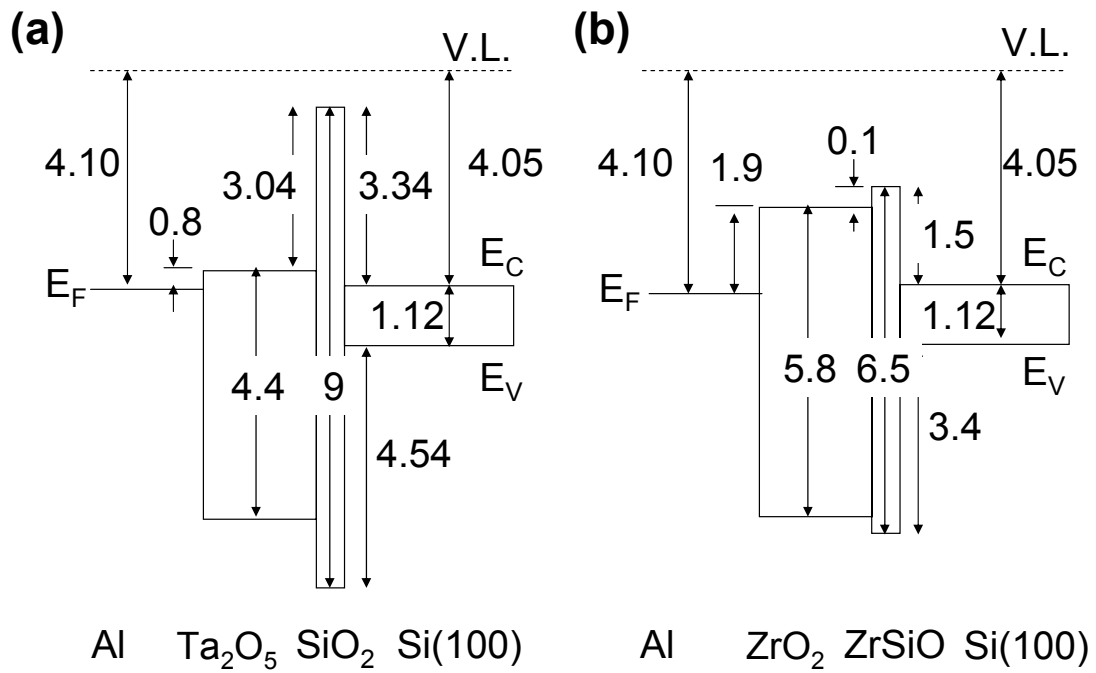 (a)
V.L.
4.10
3.04
3.34
4.05
0.8
E_F
E_C
1.12
4.4
9
E_V
4.54
Al Ta₂O₅ SiO₂ Si(100)
(b)
V.L.
4.10
1.9
0.1
4.05
1.5
E_C
E_F
1.12
5.8
6.5
E_V
3.4
Al ZrO₂ ZrSiO Si(100)